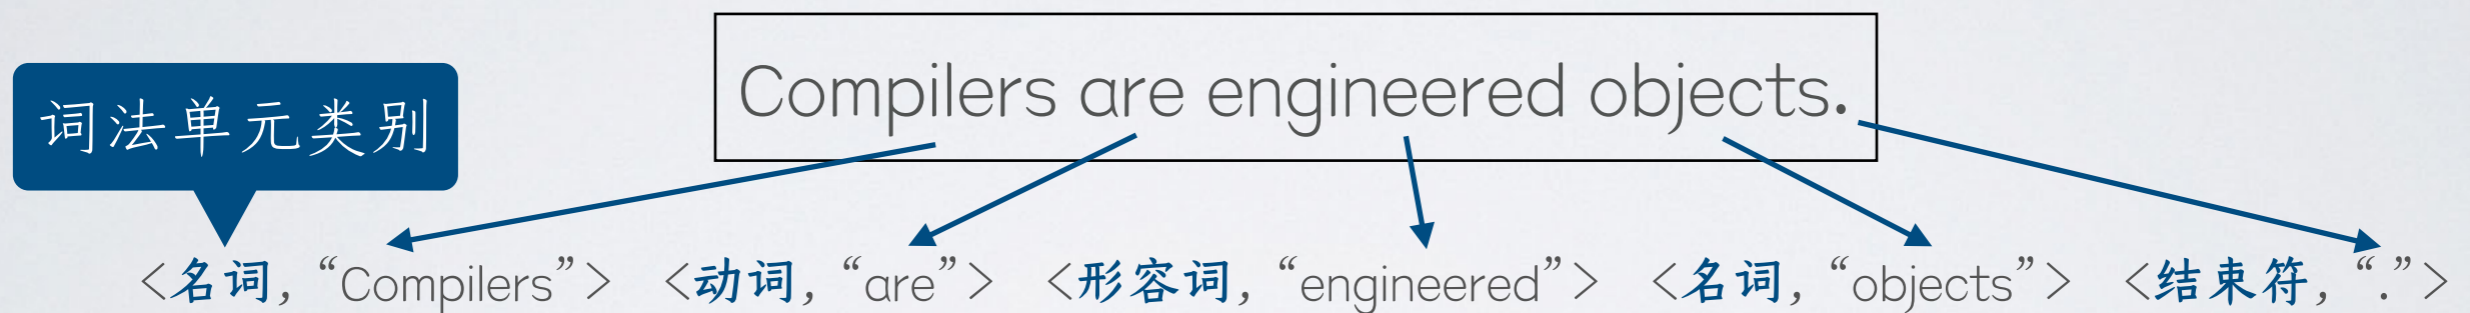 Compilers are engineered objects.
词法单元类别
<名词, “Compilers”> <动词, “are”> <形容词, “engineered”> <名词, “objects”> <结束符, “.”>